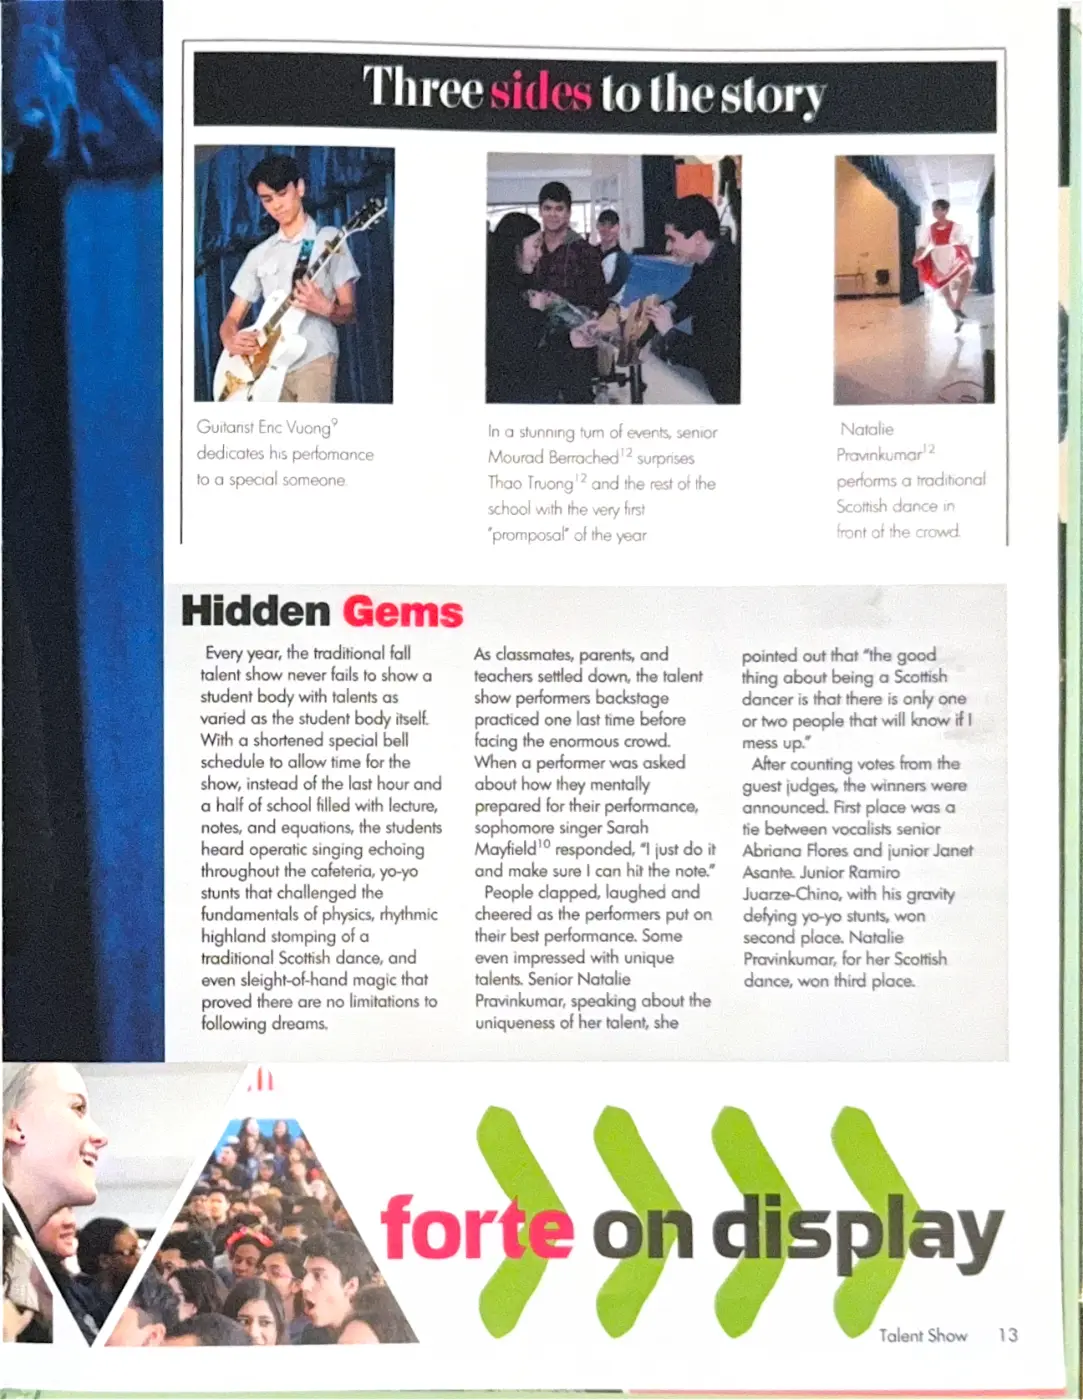 Three sides to the story
Guitarist Eric Vuong⁹
dedicates his perfomance
to a special someone.
In a stunning turn of events, senior
Mourad Berrached¹² surprises
Thao Truong¹² and the rest of the
school with the very first
"promposal" of the year
Natalie
Pravinkumar¹²
performs a traditional
Scottish dance in
front of the crowd.
Hidden Gems
Every year, the traditional fall
talent show never fails to show a
student body with talents as
varied as the student body itself.
With a shortened special bell
schedule to allow time for the
show, instead of the last hour and
a half of school filled with lecture,
notes, and equations, the students
heard operatic singing echoing
throughout the cafeteria, yo-yo
stunts that challenged the
fundamentals of physics, rhythmic
highland stomping of a
traditional Scottish dance, and
even sleight-of-hand magic that
proved there are no limitations to
following dreams.
As classmates, parents, and
teachers settled down, the talent
show performers backstage
practiced one last time before
facing the enormous crowd.
When a performer was asked
about how they mentally
prepared for their performance,
sophomore singer Sarah
Mayfield¹⁰ responded, "I just do it
and make sure I can hit the note."
People clapped, laughed and
cheered as the performers put on
their best performance. Some
even impressed with unique
talents. Senior Natalie
Pravinkumar, speaking about the
uniqueness of her talent, she
pointed out that "the good
thing about being a Scottish
dancer is that there is only one
or two people that will know if I
mess up."
After counting votes from the
guest judges, the winners were
announced. First place was a
tie between vocalists senior
Abriana Flores and junior Janet
Asante. Junior Ramiro
Juarze-Chino, with his gravity
defying yo-yo stunts, won
second place. Natalie
Pravinkumar, for her Scottish
dance, won third place.
forte on display
Talent Show 13